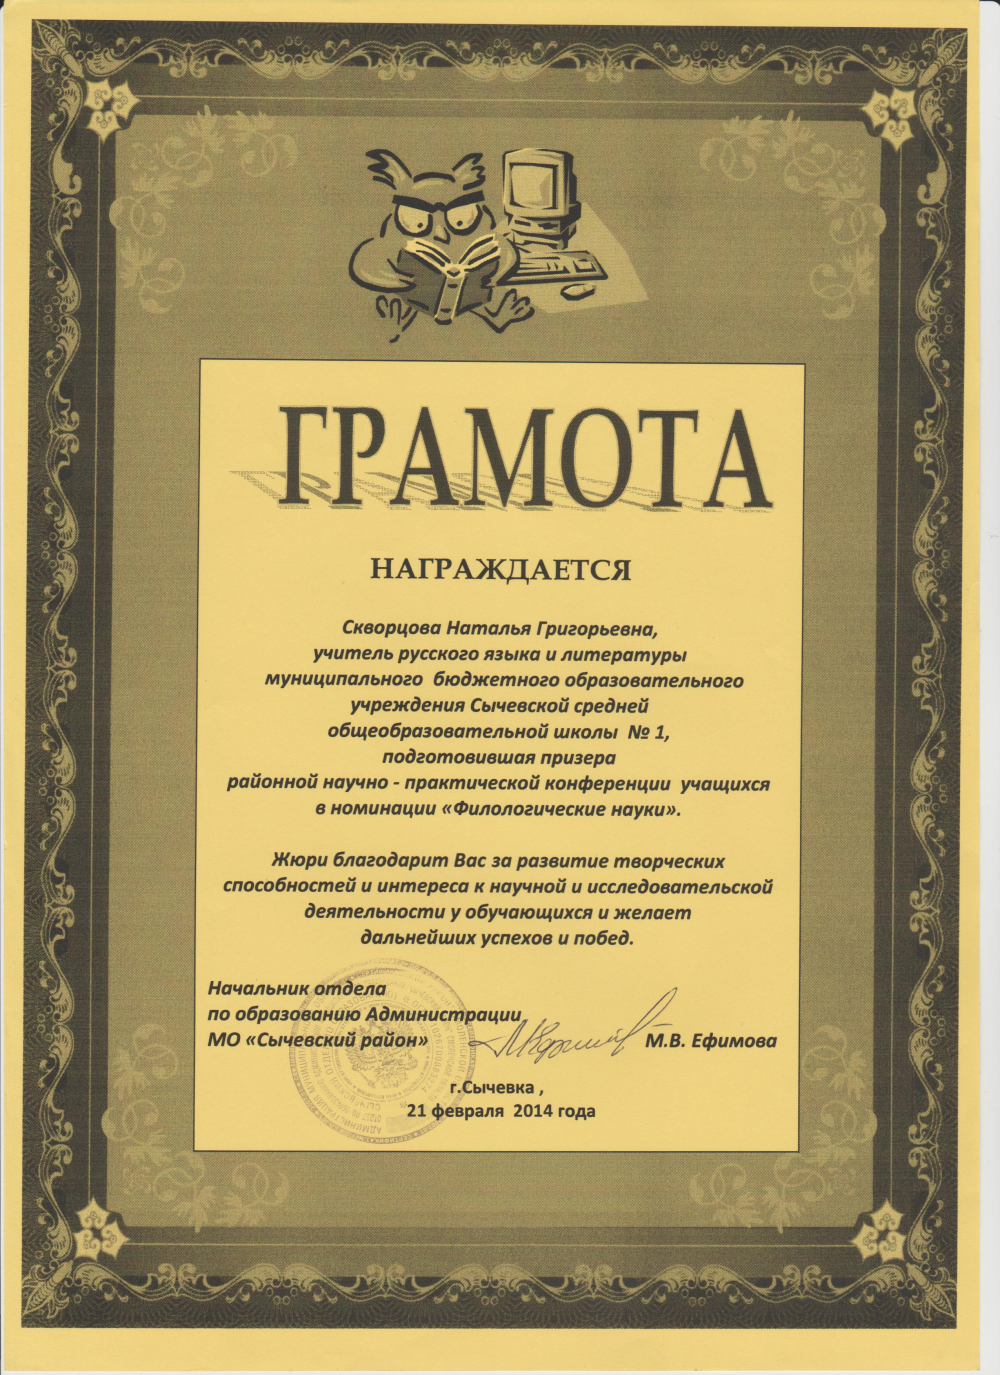 ГРАМОТА
НАГРАЖДАЕТСЯ
Скворцова Наталья Григорьевна,
учитель русского языка и литературы
муниципального бюджетного образовательного
учреждения Сычевской средней
общеобразовательной школы № 1,
подготовившая призера
районной научно - практической конференции учащихся
в номинации «Филологические науки».
Жюри благодарит Вас за развитие творческих
способностей и интереса к научной и исследовательской
деятельности у обучающихся и желает
дальнейших успехов и побед.
Начальник отдела
по образованию Администрации
МО «Сычевский район» М.В. Ефимова
г.Сычевка ,
21 февраля 2014 года